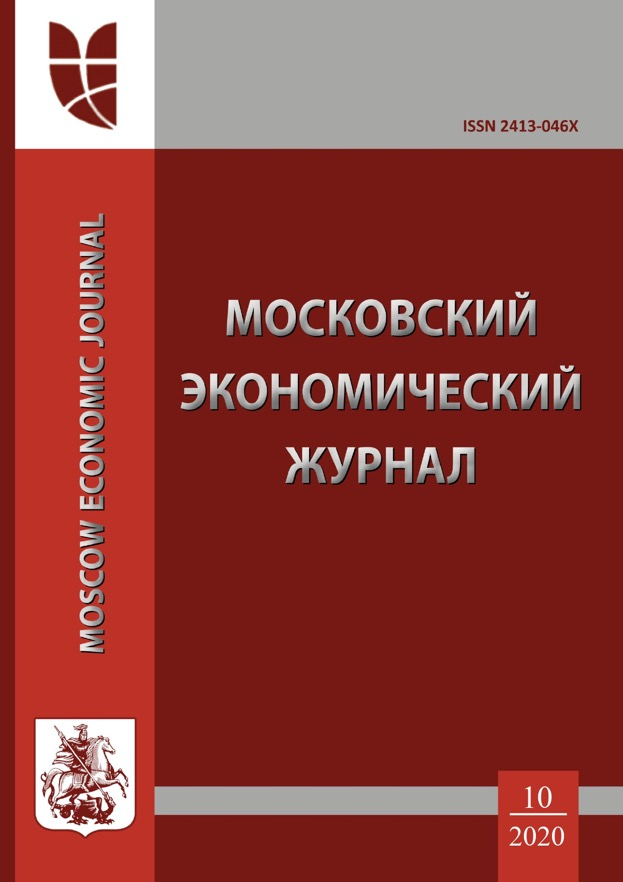 ISSN 2413-046X
МОСКОВСКИЙ
ЭКОНОМИЧЕСКИЙ
ЖУРНАЛ
MOSCOW ECONOMIC JOURNAL
10
2020